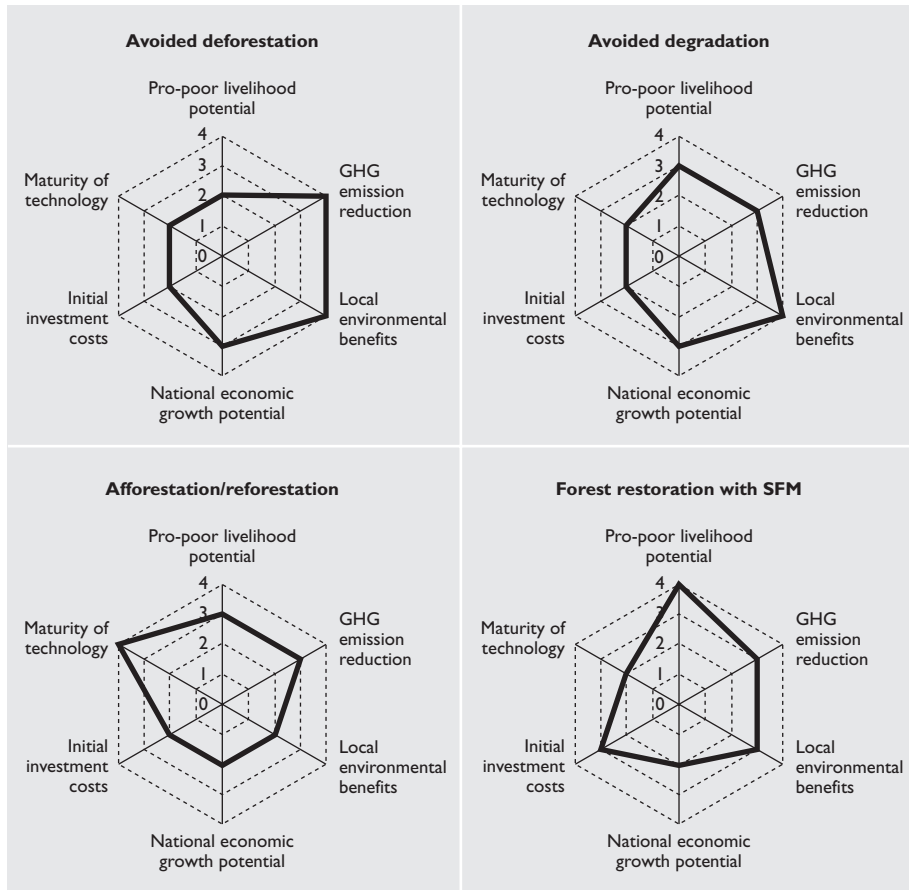 Avoided deforestation
Pro-poor livelihood
potential
4
3
2
1
0
GHG
emission
reduction
Maturity of
technology
Initial
investment
costs
Local
environmental
benefits
National economic
growth potential
Avoided degradation
Pro-poor livelihood
potential
4
3
2
1
0
GHG
emission
reduction
Maturity of
technology
Initial
investment
costs
Local
environmental
benefits
National economic
growth potential
Afforestation/reforestation
Pro-poor livelihood
potential
4
3
2
1
0
GHG
emission
reduction
Maturity of
technology
Initial
investment
costs
Local
environmental
benefits
National economic
growth potential
Forest restoration with SFM
Pro-poor livelihood
potential
4
3
2
1
0
GHG
emission
reduction
Maturity of
technology
Initial
investment
costs
Local
environmental
benefits
National economic
growth potential